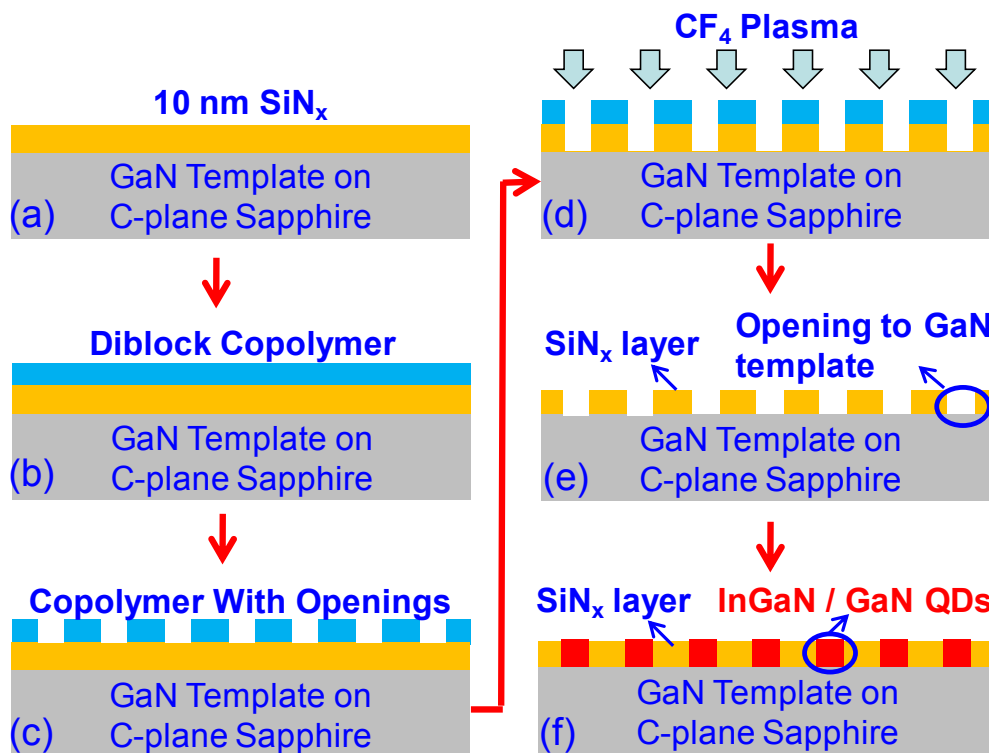 10 nm SiNx
GaN Template on
(a) C-plane Sapphire
Diblock Copolymer
GaN Template on
(b) C-plane Sapphire
Copolymer With Openings
GaN Template on
(c) C-plane Sapphire
CF4 Plasma
GaN Template on
(d) C-plane Sapphire
SiNx layer
Opening to GaN
template
GaN Template on
(e) C-plane Sapphire
SiNx layer
InGaN / GaN QDs
GaN Template on
(f) C-plane Sapphire